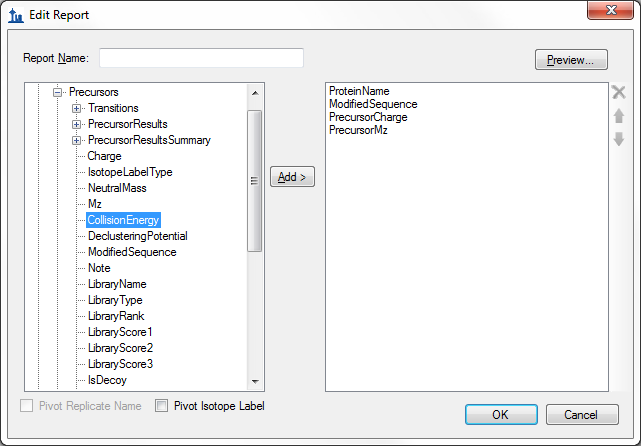 Edit Report
Report Name:
Preview...
Precursors
Transitions
PrecursorResults
PrecursorResultsSummary
Charge
IsotopeLabelType
NeutralMass
Mz
CollisionEnergy
DeclusteringPotential
ModifiedSequence
Note
LibraryName
LibraryType
LibraryRank
LibraryScore1
LibraryScore2
LibraryScore3
IsDecoy
Add >
ProteinName
ModifiedSequence
PrecursorCharge
PrecursorMz
Pivot Replicate Name
Pivot Isotope Label
OK
Cancel